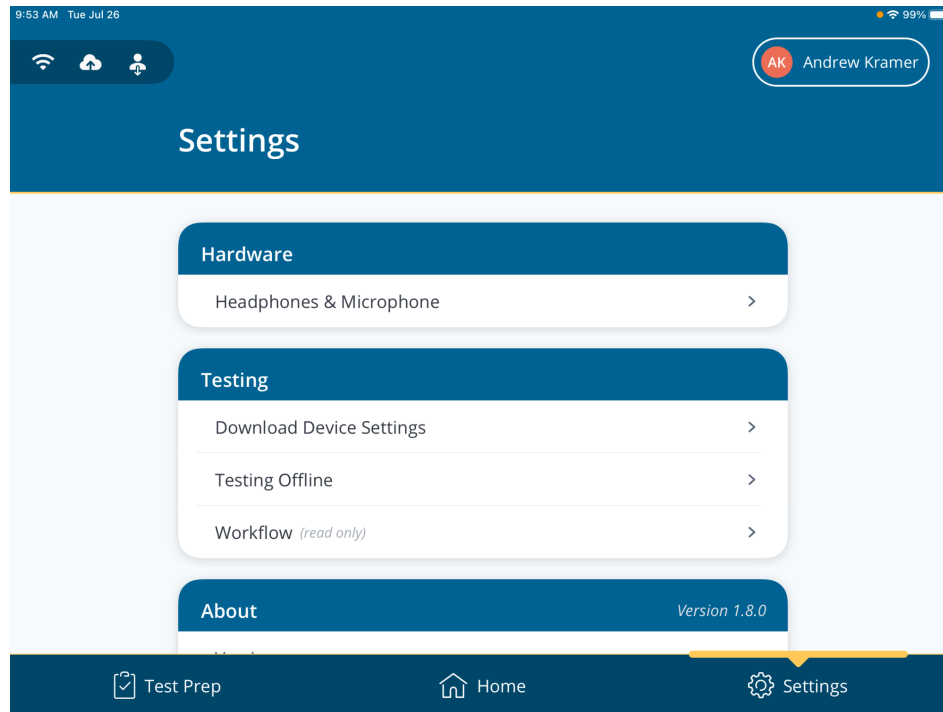 9:53 AM Tue Jul 26
99%
AK Andrew Kramer
Settings
Hardware
Headphones & Microphone
Testing
Download Device Settings
Testing Offline
Workflow (read only)
About Version 1.8.0
Test Prep Home Settings